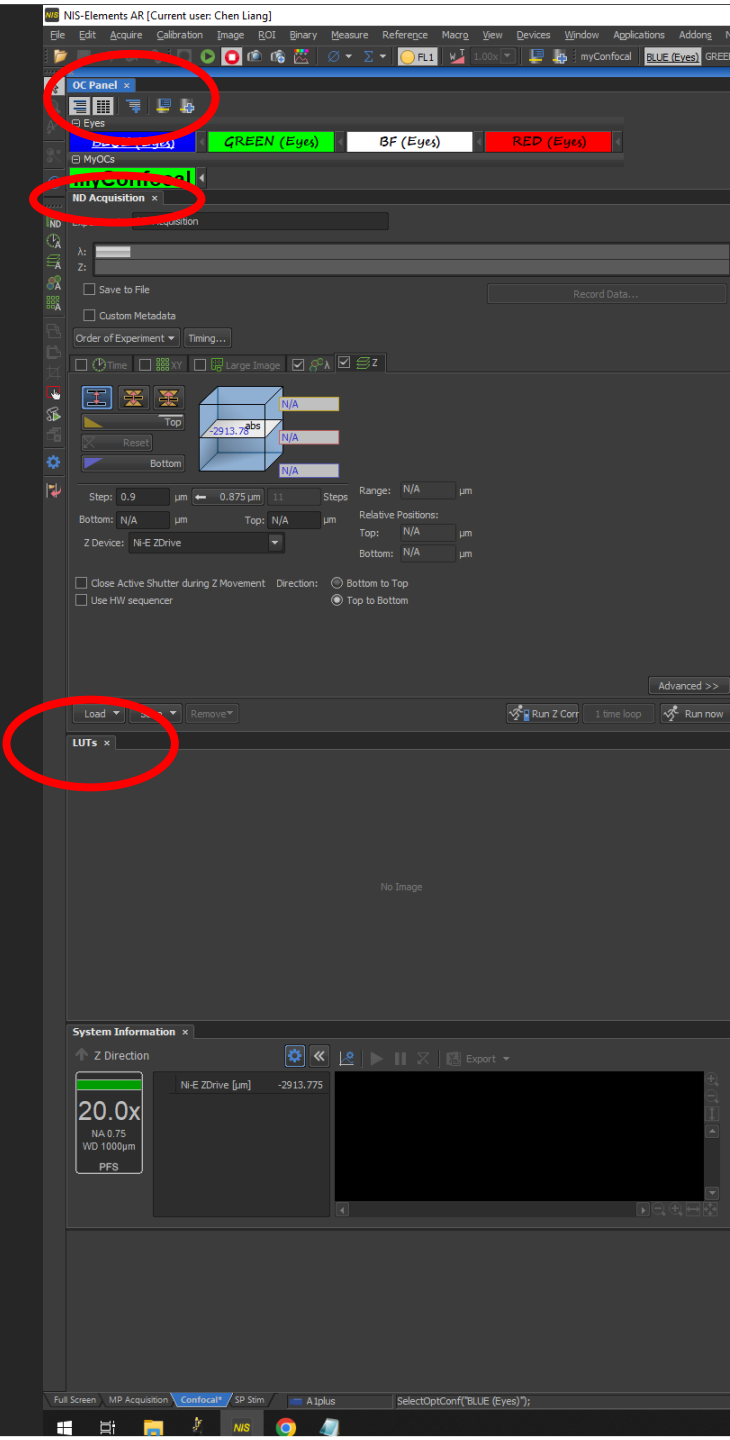 NIS NIS-Elements AR [Current user: Chen Liang]
File Edit Acquire Calibration Image ROI Binary Measure Reference Macro View Devices Window Applications Addons
FL1 1.00x myConfocal BLUE (Eyes) GREE
OC Panel ×
Eyes
(Eyes) GREEN (Eyes) BF (Eyes) RED (Eyes)
MyOCs
myConfocal
ND Acquisition ×
ND
λ:
Z:
Save to File
Record Data...
Custom Metadata
Order of Experiment Timing...
Time XY Large Image λ Z
N/A
Top
-2913.78 abs
N/A
Reset
Bottom
N/A
Step: 0.9 µm 0.875 µm 11 Steps Range: N/A µm
Bottom: N/A µm Top: N/A µm Relative Positions:
Top: N/A µm
Z Device: Ni-E ZDrive
Bottom: N/A µm
Close Active Shutter during Z Movement Direction: Bottom to Top
Use HW sequencer Top to Bottom
Advanced >>
Load Remove Run Z Corr 1 time loop Run now
LUTs ×
No Image
System Information ×
Z Direction Export
Ni-E ZDrive [µm] -2913.775
20.0x
NA 0.75
WD 1000µm
PFS
Full Screen MP Acquisition Confocal* SP Stim A1plus SelectOptConf("BLUE (Eyes)");
NIS